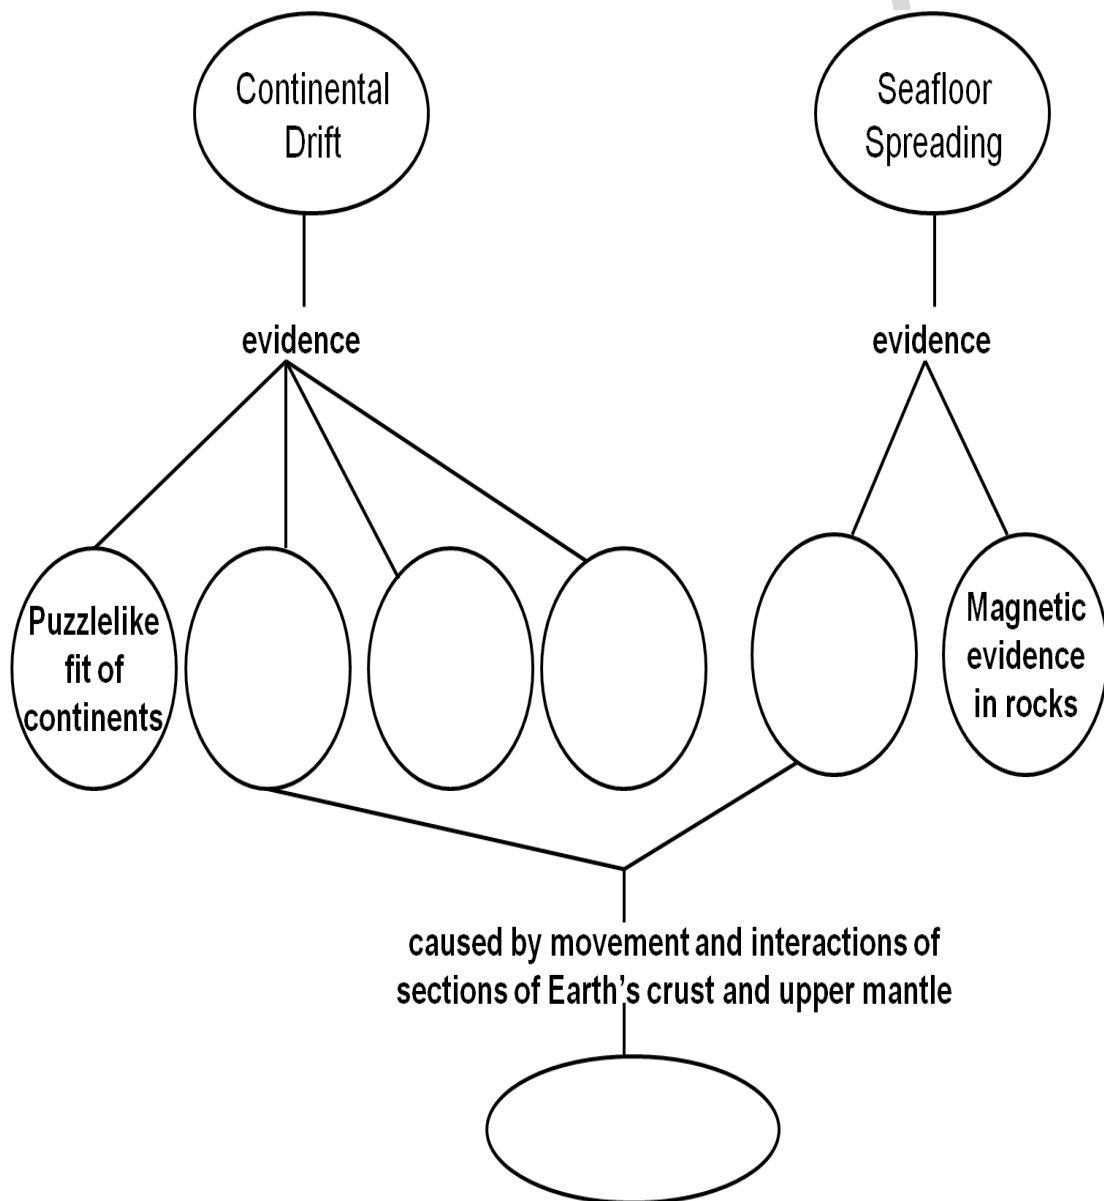 Continental
Drift
Seafloor
Spreading
evidence
evidence
Puzzlelike
fit of
continents
Magnetic
evidence
in rocks
caused by movement and interactions of
sections of Earth's crust and upper mantle